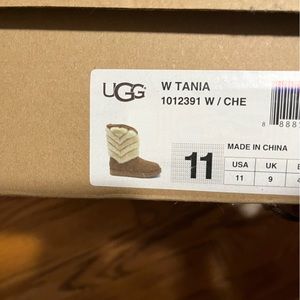 UGG
W TANIA
1012391 W / CHE
MADE IN CHINA
11
USA UK
11 9